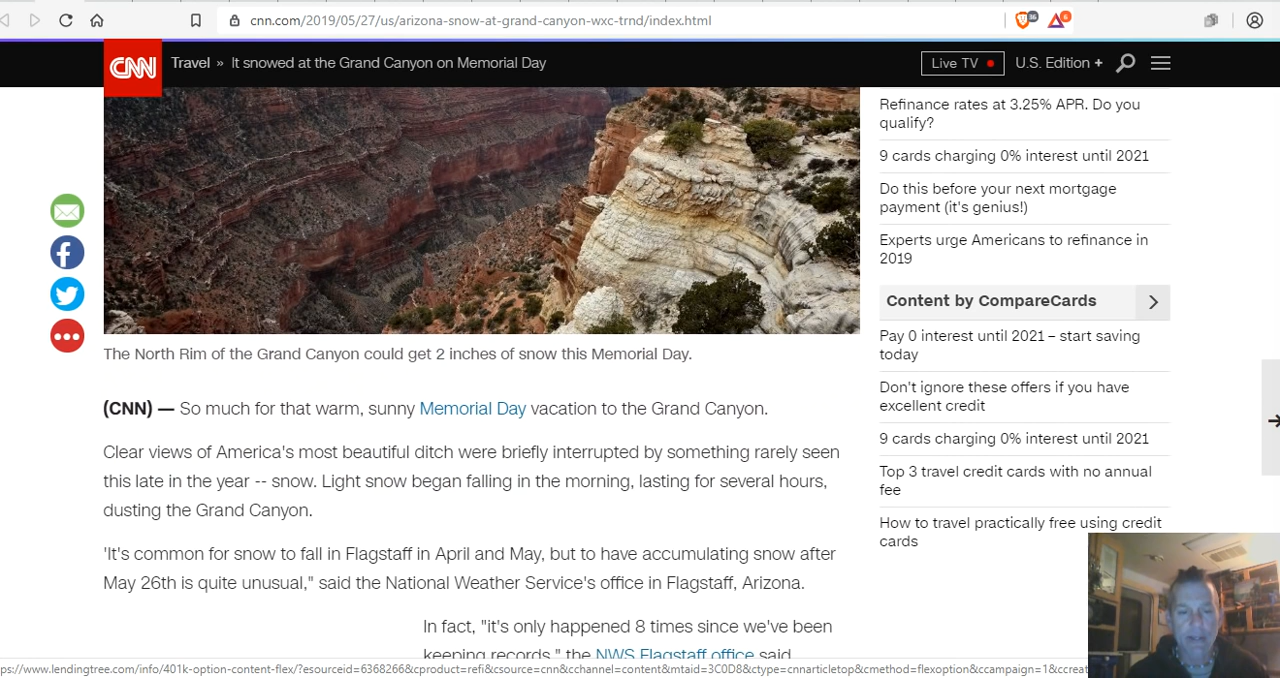 cnn.com/2019/05/27/us/arizona-snow-at-grand-canyon-wxc-trnd/index.html
CNN Travel » It snowed at the Grand Canyon on Memorial Day
Live TV U.S. Edition +
Refinance rates at 3.25% APR. Do you
qualify?
9 cards charging 0% interest until 2021
Do this before your next mortgage
payment (it's genius!)
Experts urge Americans to refinance in
2019
Content by CompareCards
Pay 0 interest until 2021 – start saving
today
Don't ignore these offers if you have
excellent credit
9 cards charging 0% interest until 2021
Top 3 travel credit cards with no annual
fee
How to travel practically free using credit
cards
The North Rim of the Grand Canyon could get 2 inches of snow this Memorial Day.
(CNN) — So much for that warm, sunny Memorial Day vacation to the Grand Canyon.
Clear views of America's most beautiful ditch were briefly interrupted by something rarely seen
this late in the year -- snow. Light snow began falling in the morning, lasting for several hours,
dusting the Grand Canyon.
'It's common for snow to fall in Flagstaff in April and May, but to have accumulating snow after
May 26th is quite unusual," said the National Weather Service's office in Flagstaff, Arizona.
In fact, "it's only happened 8 times since we've been
keeping records," the NWS Flagstaff office said
ps://www.lendingtree.com/info/401k-option-content-flex/?esourceid=6368266&cproduct=refi&csource=cnn&cchannel=content&mtaid=3C0D8&ctype=cnnarticletop&cmethod=flexoption&ccampaign=1&ccreat